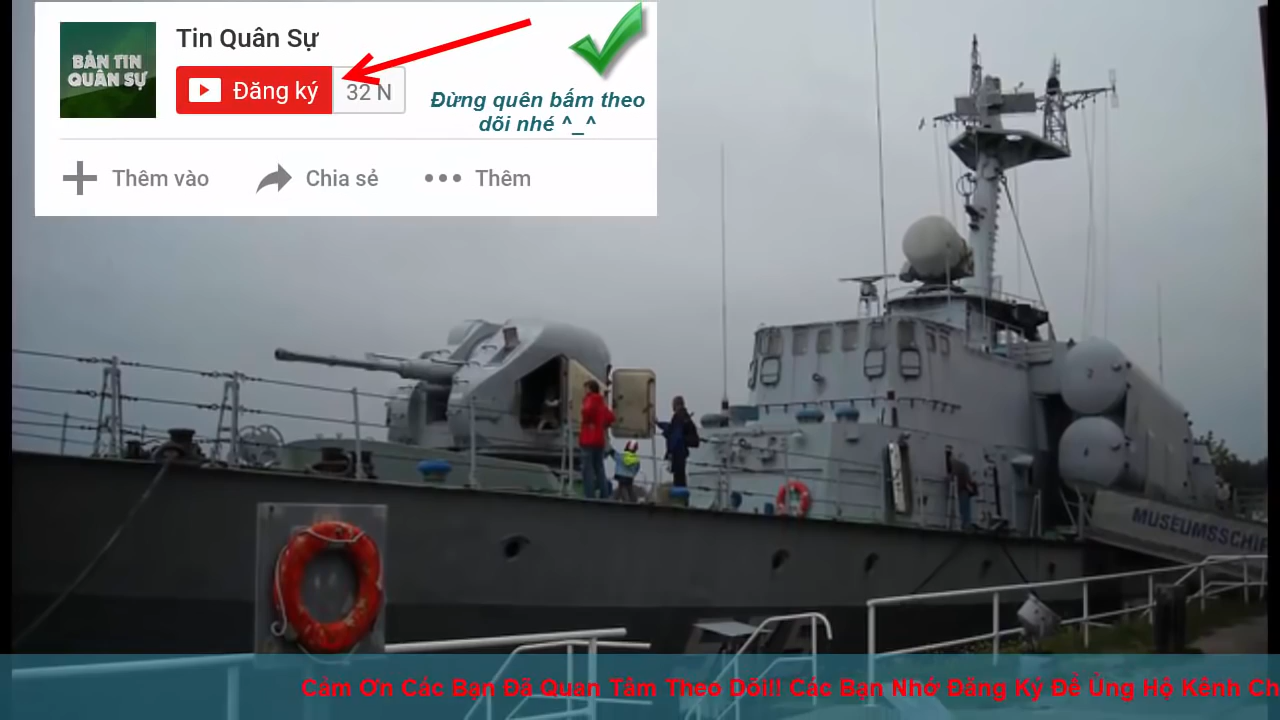 BẢN TIN
QUÂN SỰ
Tin Quân Sự
Đăng ký
32 N
Đừng quên bấm theo
dõi nhé ^_^
Thêm vào
Chia sẻ
Thêm
MUSEUMSSCHIF
Cảm Ơn Các Bạn Đã Quan Tâm Theo Dõi!! Các Bạn Nhớ Đăng Ký Để Ủng Hộ Kênh Ch